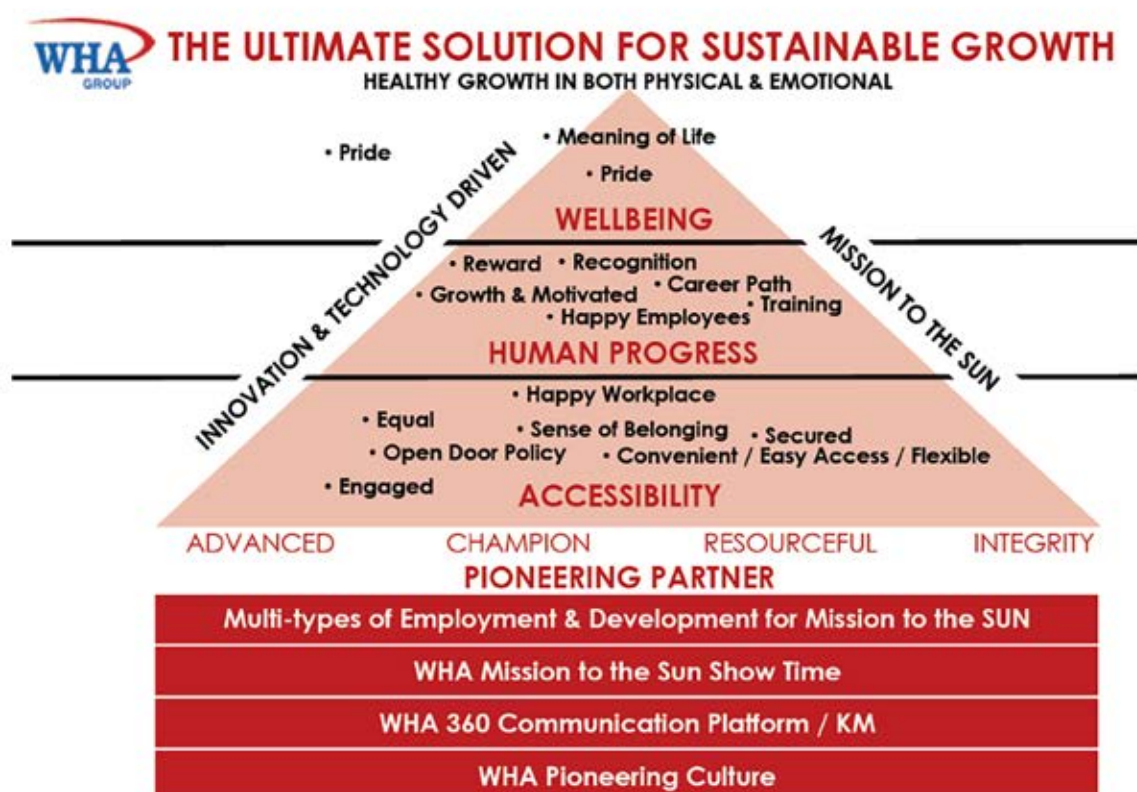 WHA
GROUP
THE ULTIMATE SOLUTION FOR SUSTAINABLE GROWTH
HEALTHY GROWTH IN BOTH PHYSICAL & EMOTIONAL
• Pride
• Meaning of Life
• Pride
WELLBEING
INNOVATION & TECHNOLOGY DRIVEN
MISSION TO THE SUN
• Reward • Recognition
• Career Path
• Growth & Motivated
• Training
• Happy Employees
HUMAN PROGRESS
• Happy Workplace
• Equal
• Sense of Belonging
• Secured
• Open Door Policy
• Convenient / Easy Access / Flexible
• Engaged
ACCESSIBILITY
ADVANCED CHAMPION RESOURCEFUL INTEGRITY
PIONEERING PARTNER
Multi-types of Employment & Development for Mission to the SUN
WHA Mission to the Sun Show Time
WHA 360 Communication Platform / KM
WHA Pioneering Culture